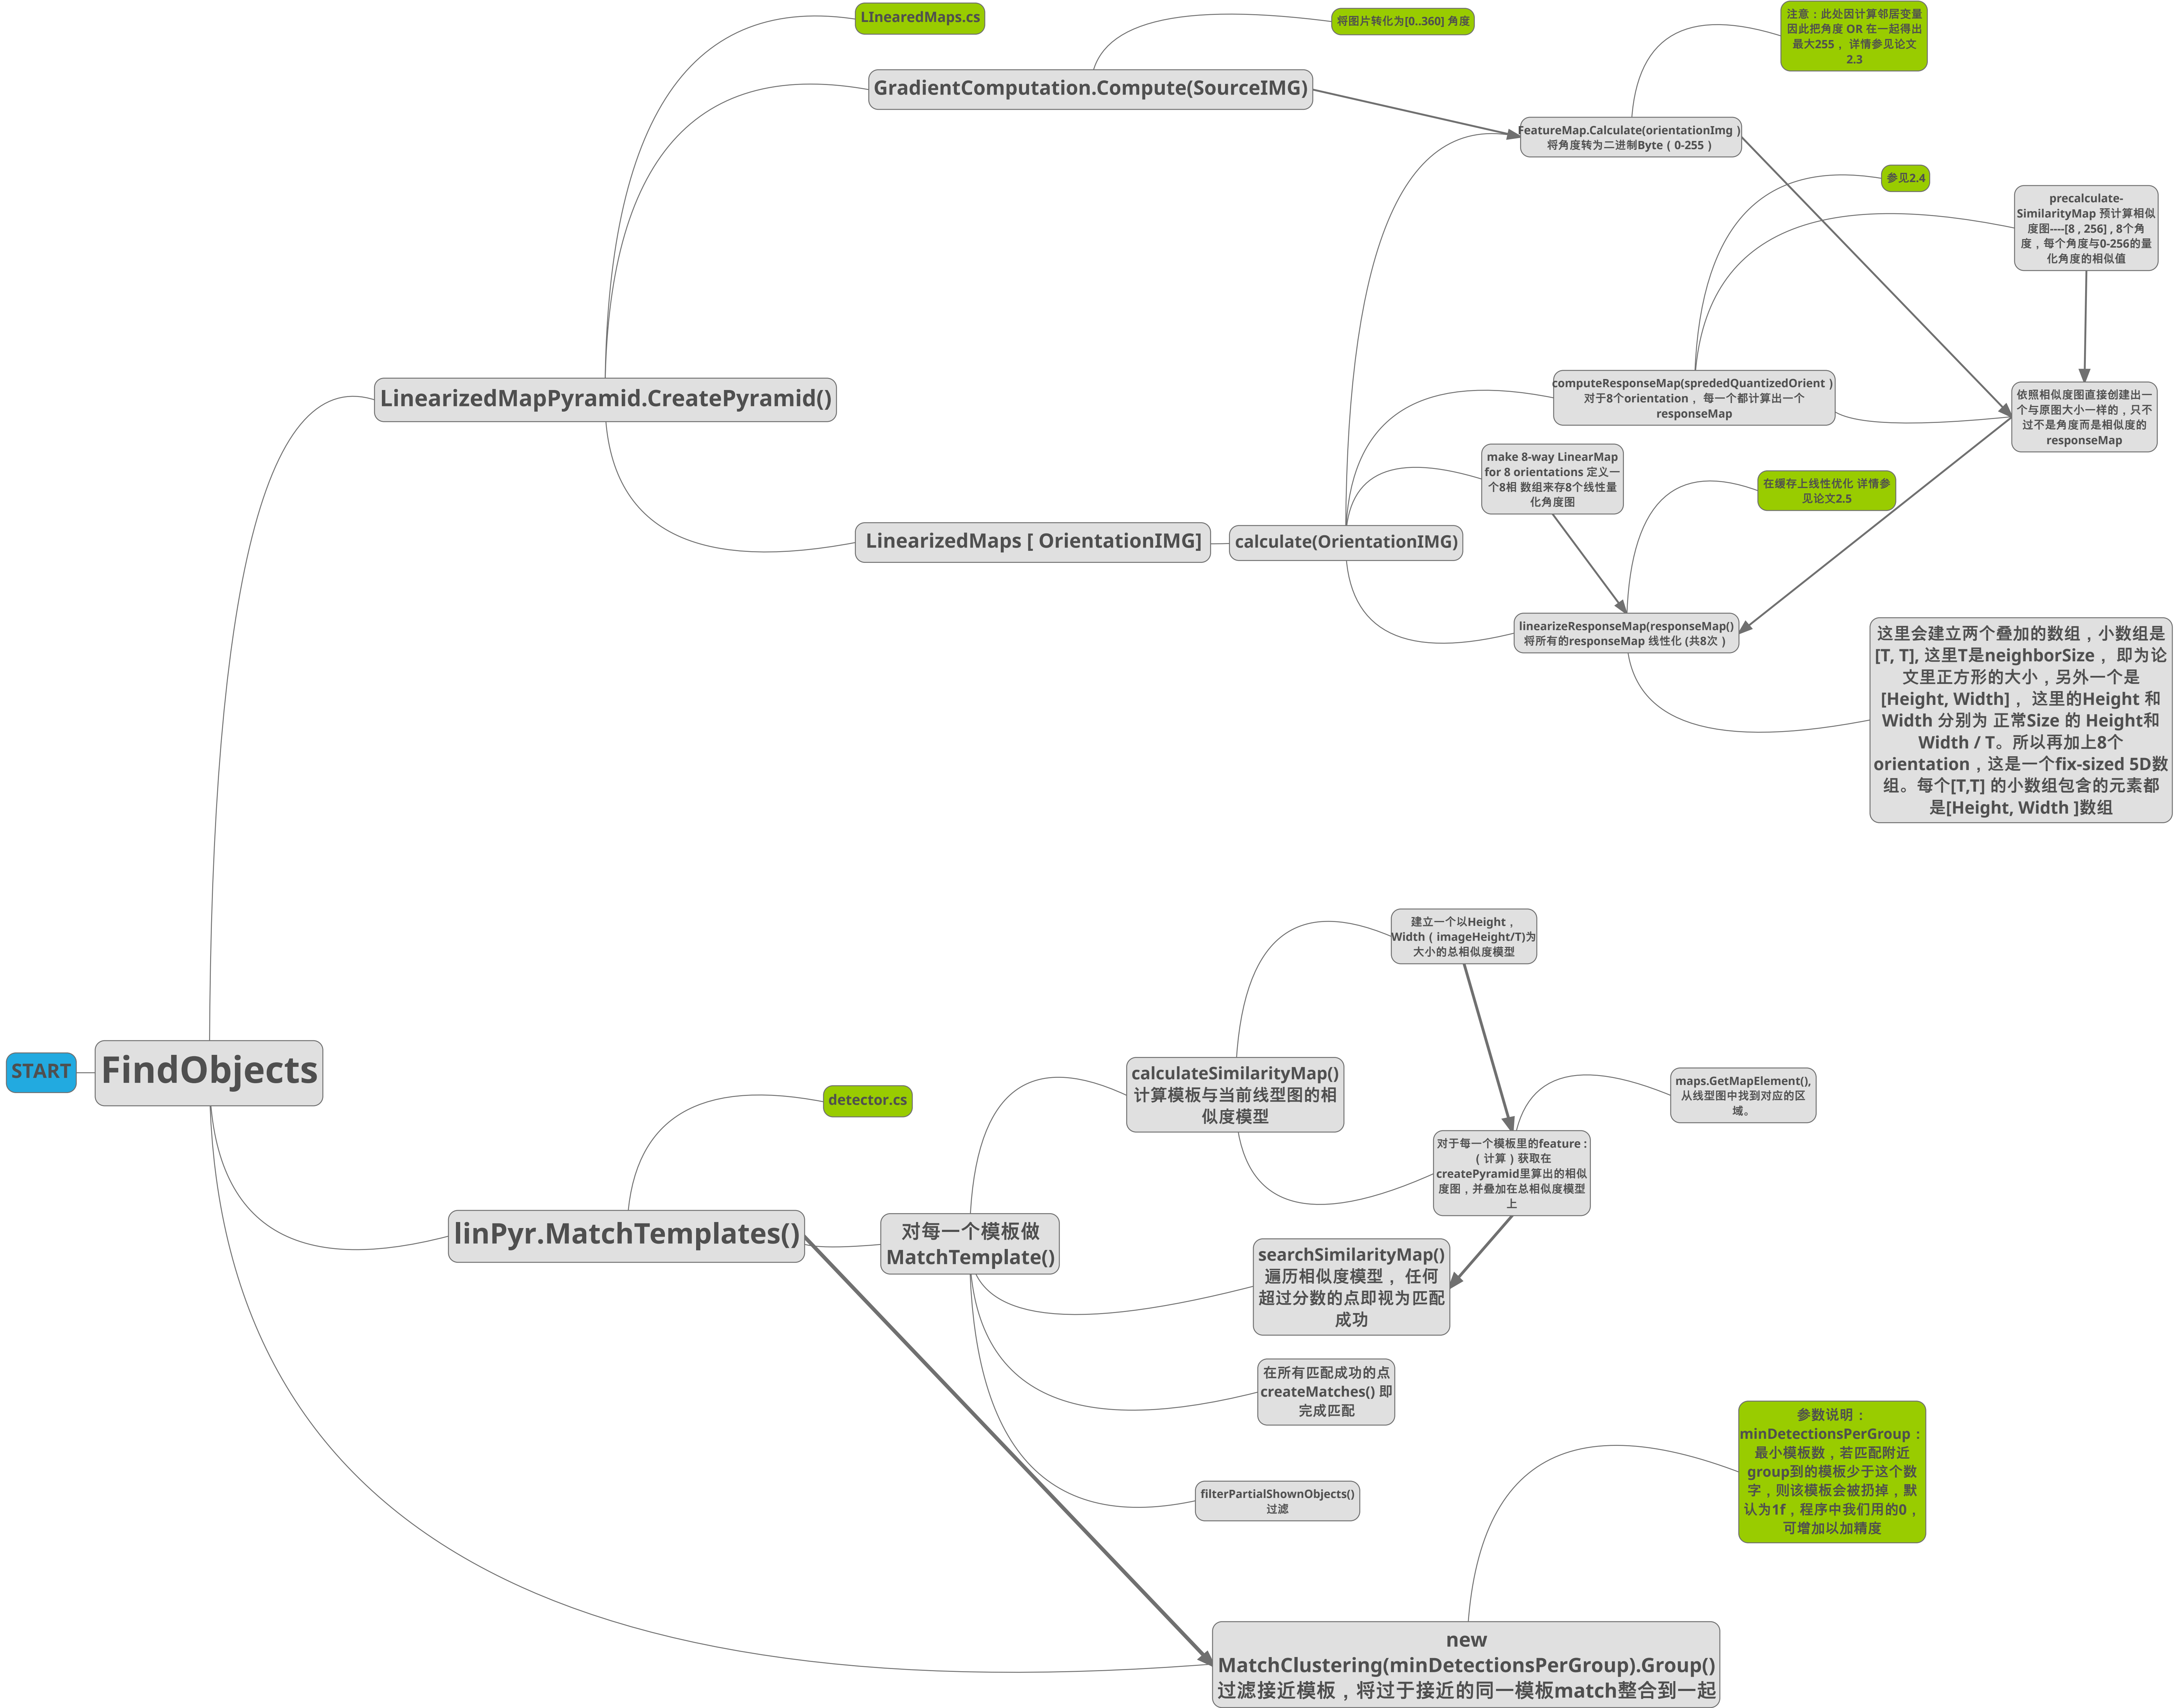 LInearedMaps.cs
将图片转化为[0..360] 角度
注意：此处因计算邻居变量
因此把角度 OR 在一起得出
最大255， 详情参见论文
2.3
GradientComputation.Compute(SourceIMG)
FeatureMap.Calculate(orientationImg )
将角度转为二进制Byte ( 0-255 )
参见2.4
precalculate-
SimilarityMap 预计算相似
度图----[8 , 256] , 8个角
度，每个角度与0-256的量
化角度的相似值
LinearizedMapPyramid.CreatePyramid()
computeResponseMap(sprededQuantizedOrient )
对于8个orientation， 每一个都计算出一个
responseMap
依照相似度图直接创建出一
个与原图大小一样的，只不
过不是角度而是相似度的
responseMap
make 8-way LinearMap
for 8 orientations 定义一
个8相 数组来存8个线性量
化角度图
在缓存上线性优化 详情参
见论文2.5
LinearizedMaps [ OrientationIMG]
calculate(OrientationIMG)
linearizeResponseMap(responseMap()
将所有的responseMap 线性化 (共8次 )
这里会建立两个叠加的数组，小数组是
[T, T], 这里T是neighborSize， 即为论
文里正方形的大小，另外一个是
[Height, Width]， 这里的Height 和
Width 分别为 正常Size 的 Height和
Width / T。所以再加上8个
orientation，这是一个fix-sized 5D数
组。每个[T,T] 的小数组包含的元素都
是[Height, Width ]数组
建立一个以Height，
Width ( imageHeight/T)为
大小的总相似度模型
START
FindObjects
calculateSimilarityMap()
计算模板与当前线型图的相
似度模型
maps.GetMapElement(),
从线型图中找到对应的区
域。
detector.cs
对于每一个模板里的feature :
( 计算 ) 获取在
createPyramid里算出的相似
度图，并叠加在总相似度模型
上
linPyr.MatchTemplates()
对每一个模板做
MatchTemplate()
searchSimilarityMap()
遍历相似度模型， 任何
超过分数的点即视为匹配
成功
在所有匹配成功的点
createMatches() 即
完成匹配
参数说明：
minDetectionsPerGroup：
最小模板数，若匹配附近
group到的模板少于这个数
字，则该模板会被扔掉，默
认为1f，程序中我们用的0，
可增加以加精度
filterPartialShownObjects()
过滤
new
MatchClustering(minDetectionsPerGroup).Group()
过滤接近模板，将过于接近的同一模板match整合到一起